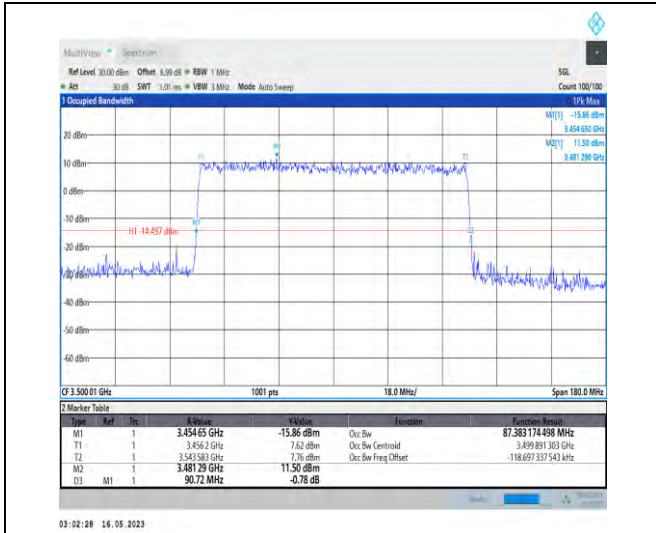 MultiView Spectrum
Ref Level 30.00 dBm Offset 8.99 dB RBW 1 MHz SGL
Att 30 dB SWT 1.01 ms VBW 3 MHz Mode Auto Sweep Count 100/100
1 Occupied Bandwidth 1Pk Max
M1[1] -15.86 dBm
3.454 650 GHz
M2[1] 11.50 dBm
3.481 290 GHz
20 dBm
T1 M2 T2
10 dBm
0 dBm
-10 dBm
M1
H1 -14.497 dBm
D3
-20 dBm
-30 dBm
-40 dBm
-50 dBm
-60 dBm
CF 3.500 01 GHz 1001 pts 18.0 MHz/ Span 180.0 MHz
2 Marker Table
Type Ref Trc X-Value Y-Value Function Function Result
M1 1 3.454 65 GHz -15.86 dBm Occ Bw 87.383 174 498 MHz
T1 1 3.456 2 GHz 7.62 dBm Occ Bw Centroid 3.499 891 303 GHz
T2 1 3.543 583 GHz 7.76 dBm Occ Bw Freq Offset -118.697 337 543 kHz
M2 1 3.481 29 GHz 11.50 dBm
D3 M1 1 90.72 MHz -0.78 dB
03:02:28 16.05.2023